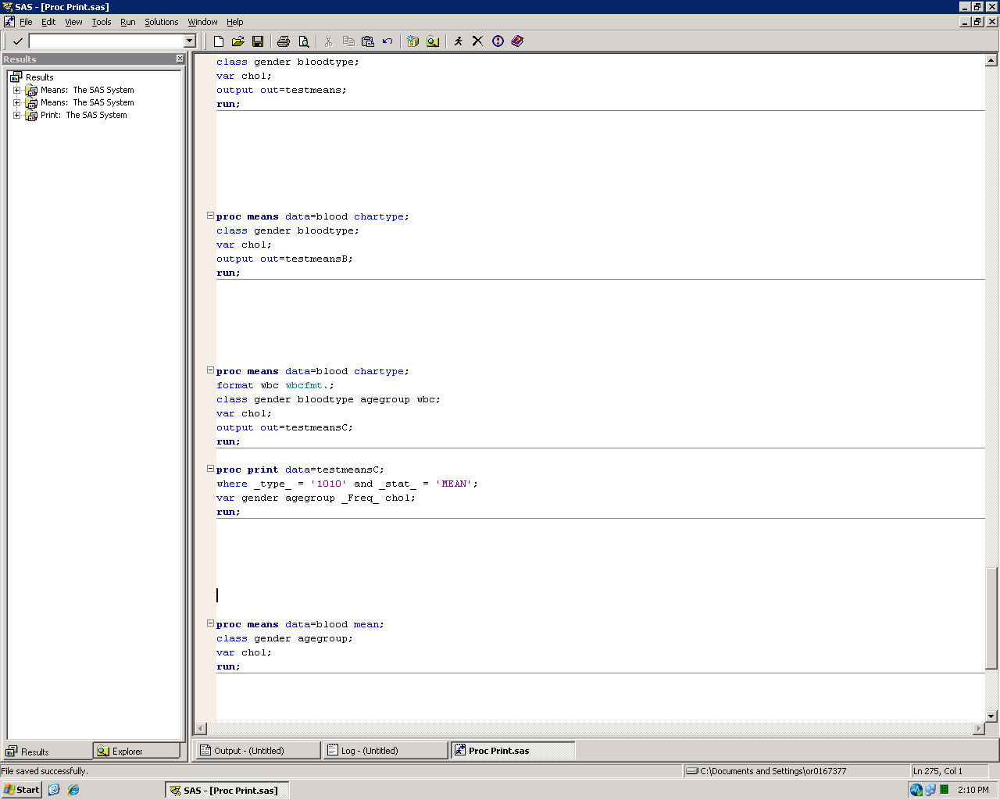 SAS - [Proc Print.sas]
File Edit View Tools Run Solutions Window Help
Results
Results
Means: The SAS System
Means: The SAS System
Print: The SAS System
class gender bloodtype;
var chol;
output out=testmeans;
run;
proc means data=blood chartype;
class gender bloodtype;
var chol;
output out=testmeansB;
run;
proc means data=blood chartype;
format wbc wbcfmt.;
class gender bloodtype agegroup wbc;
var chol;
output out=testmeansC;
run;
proc print data=testmeansC;
where _type_ = '1010' and _stat_ = 'MEAN';
var gender agegroup _Freq_ chol;
run;
proc means data=blood mean;
class gender agegroup;
var chol;
run;
Results Explorer
Output - (Untitled) Log - (Untitled) Proc Print.sas
File saved successfully. C:\Documents and Settings\or0167377 Ln 275, Col 1
Start SAS - [Proc Print.sas] 2:10 PM